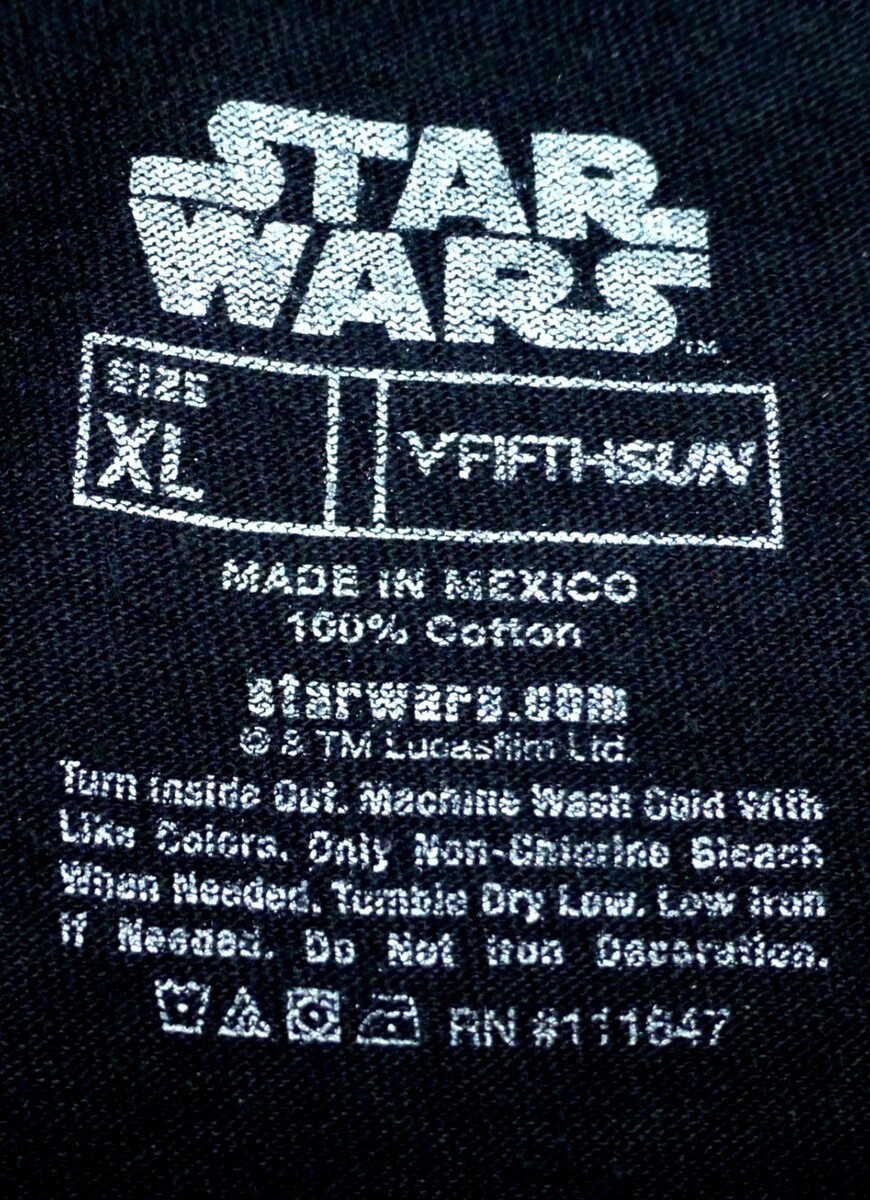 STAR
WARS™
SIZE
XL
FIFTHSUN
MADE IN MEXICO
100% Cotton
starwars.com
© & TM Lucasfilm Ltd.
Turn Inside Out. Machine Wash Cold With
Like Colors. Only Non-Chlorine Bleach
When Needed. Tumble Dry Low. Low Iron
If Needed. Do Not Iron Decoration.
RN #111647